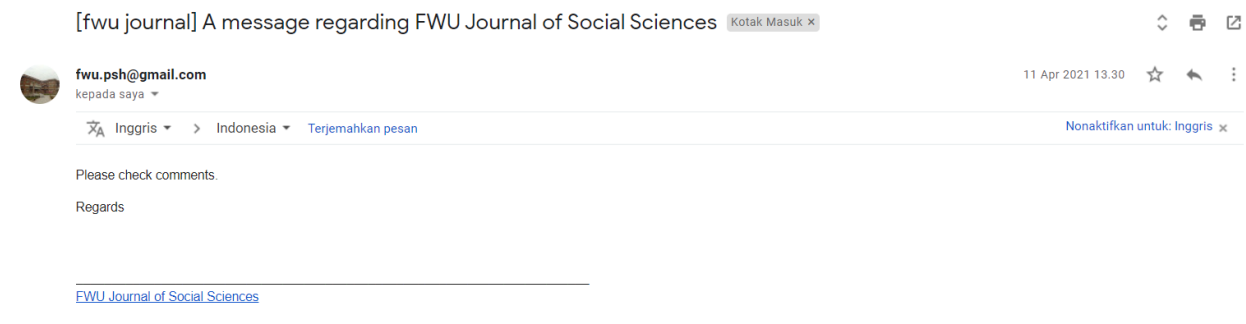 [fwu journal] A message regarding FWU Journal of Social Sciences Kotak Masuk ×
fwu.psh@gmail.com 11 Apr 2021 13.30
kepada saya
Inggris > Indonesia Terjemahkan pesan Nonaktifkan untuk: Inggris ×
Please check comments.
Regards
FWU Journal of Social Sciences